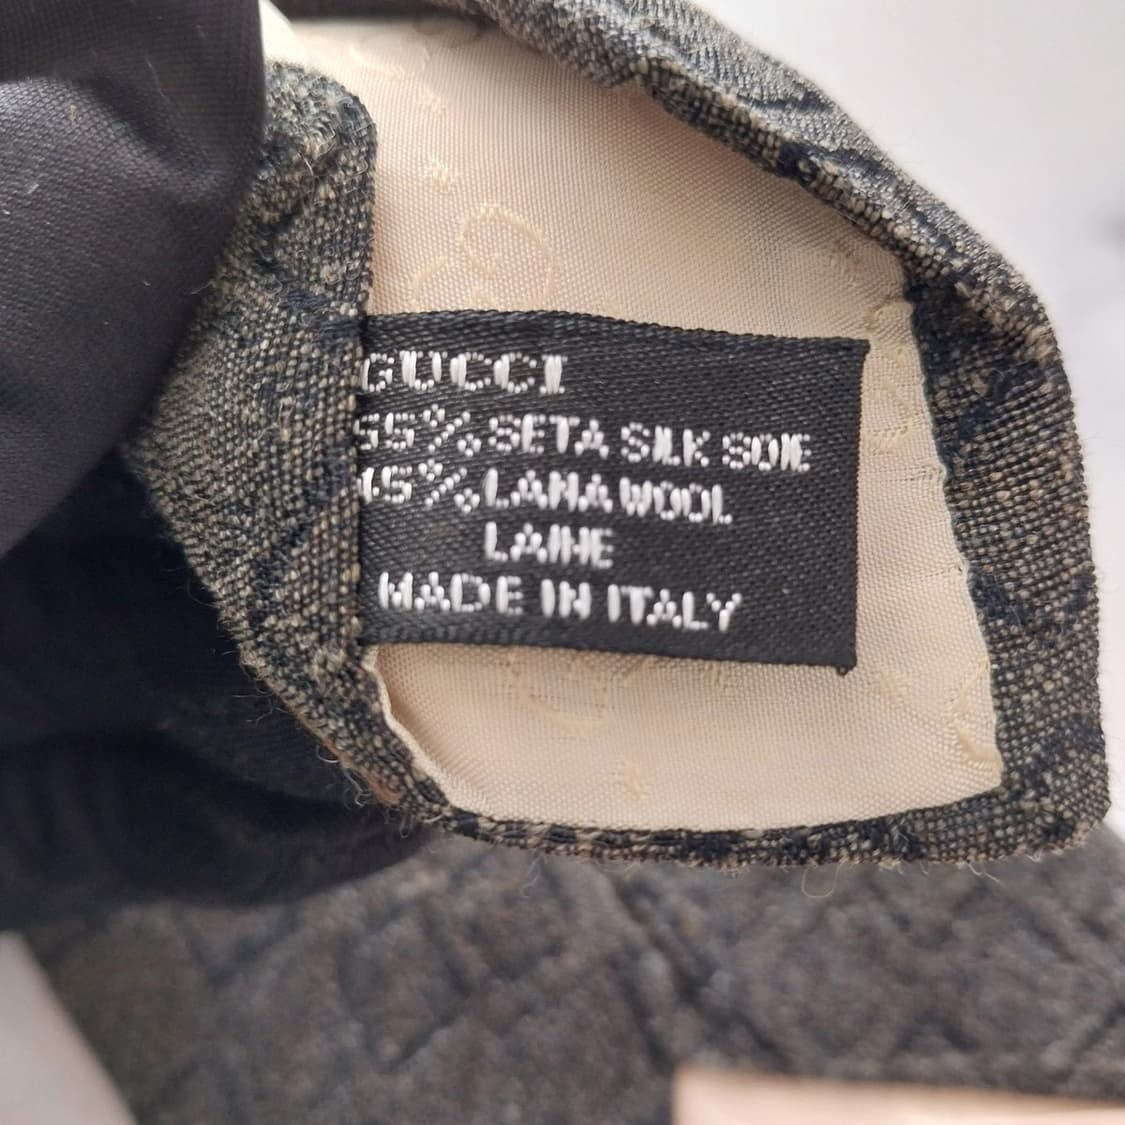 GUCCI
55% SETA SILK SOIE
45% LANA WOOL
LAINE
MADE IN ITALY